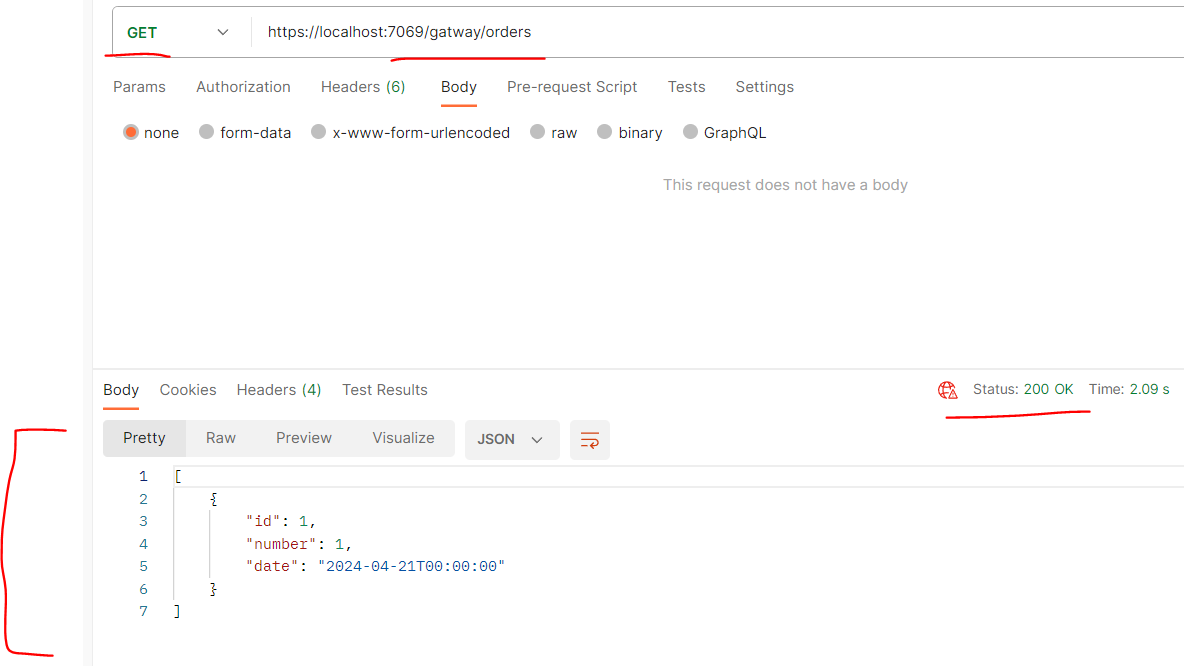 GET https://localhost:7069/gatway/orders
Params Authorization Headers (6) Body Pre-request Script Tests Settings
none form-data x-www-form-urlencoded raw binary GraphQL
This request does not have a body
Body Cookies Headers (4) Test Results Status: 200 OK Time: 2.09 s
Pretty Raw Preview Visualize JSON
1 [
2 {
3 "id": 1,
4 "number": 1,
5 "date": "2024-04-21T00:00:00"
6 }
7 ]